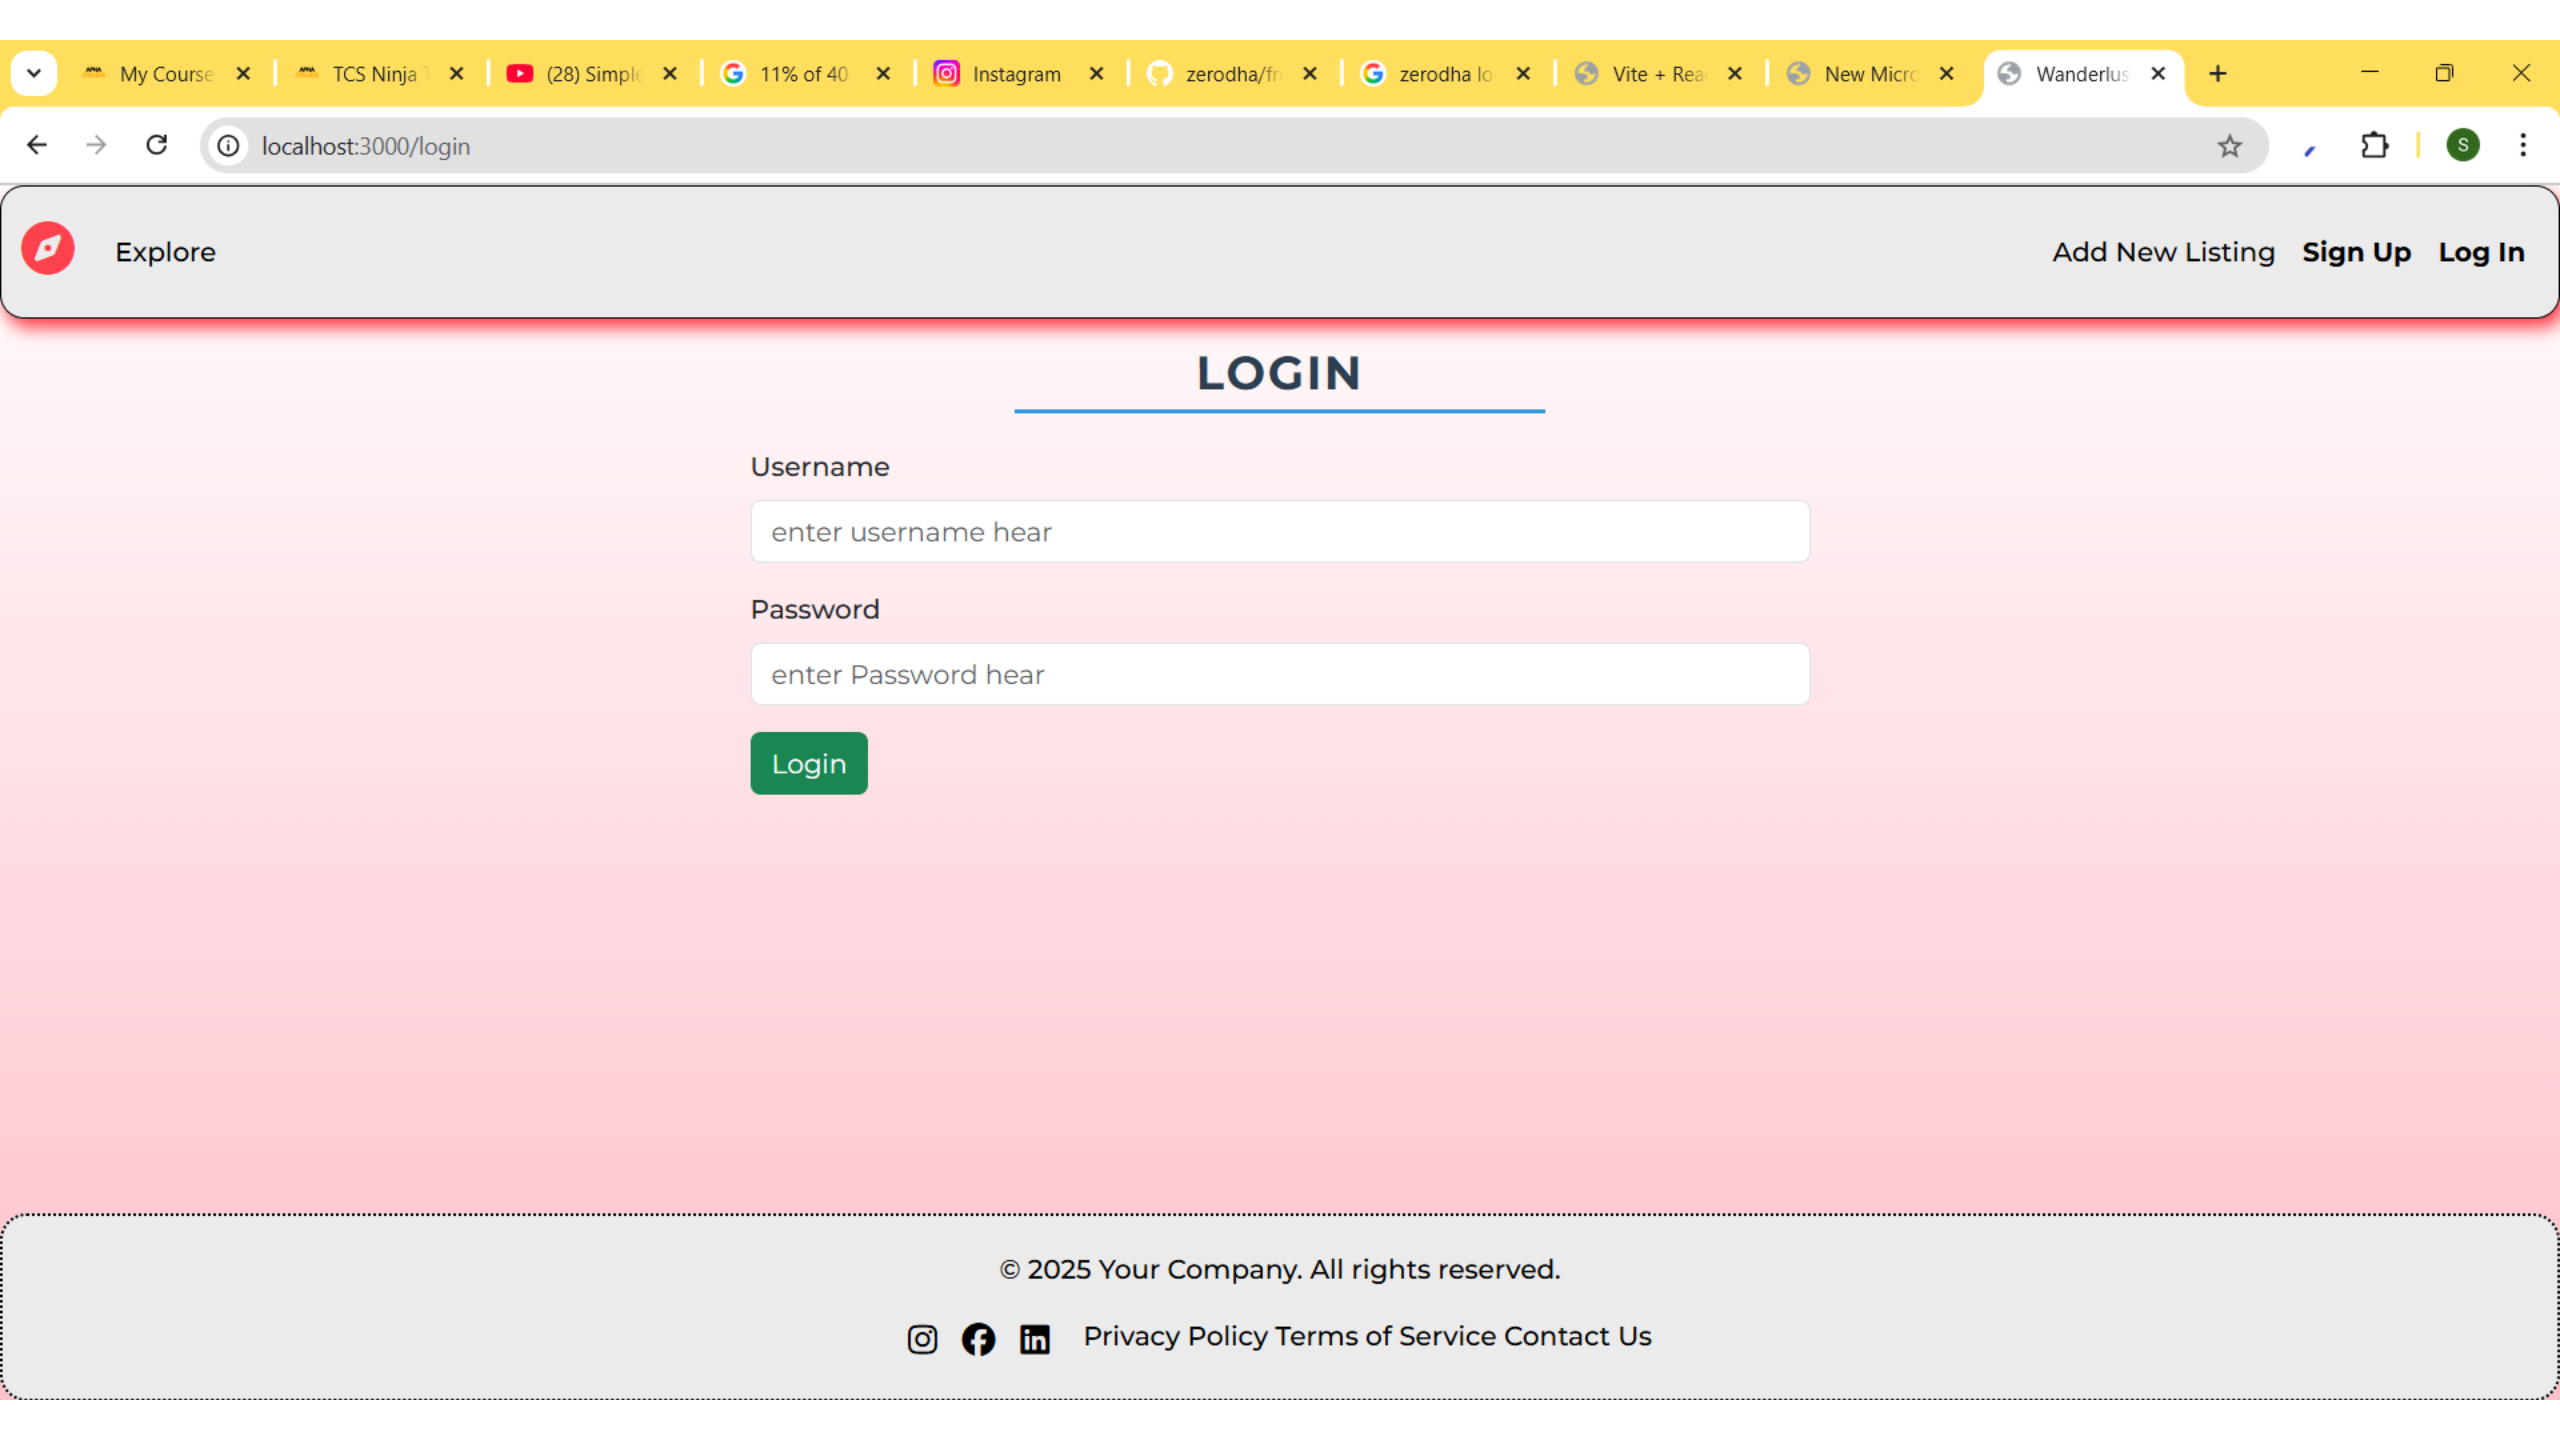 My Course
TCS Ninja T
(28) Simple
11% of 40
Instagram
zerodha/fr
zerodha lo
Vite + Rea
New Micro
Wanderlus
localhost:3000/login
S
Explore
Add New Listing
Sign Up
Log In
LOGIN
Username
enter username hear
Password
enter Password hear
Login
© 2025 Your Company. All rights reserved.
Privacy Policy Terms of Service Contact Us